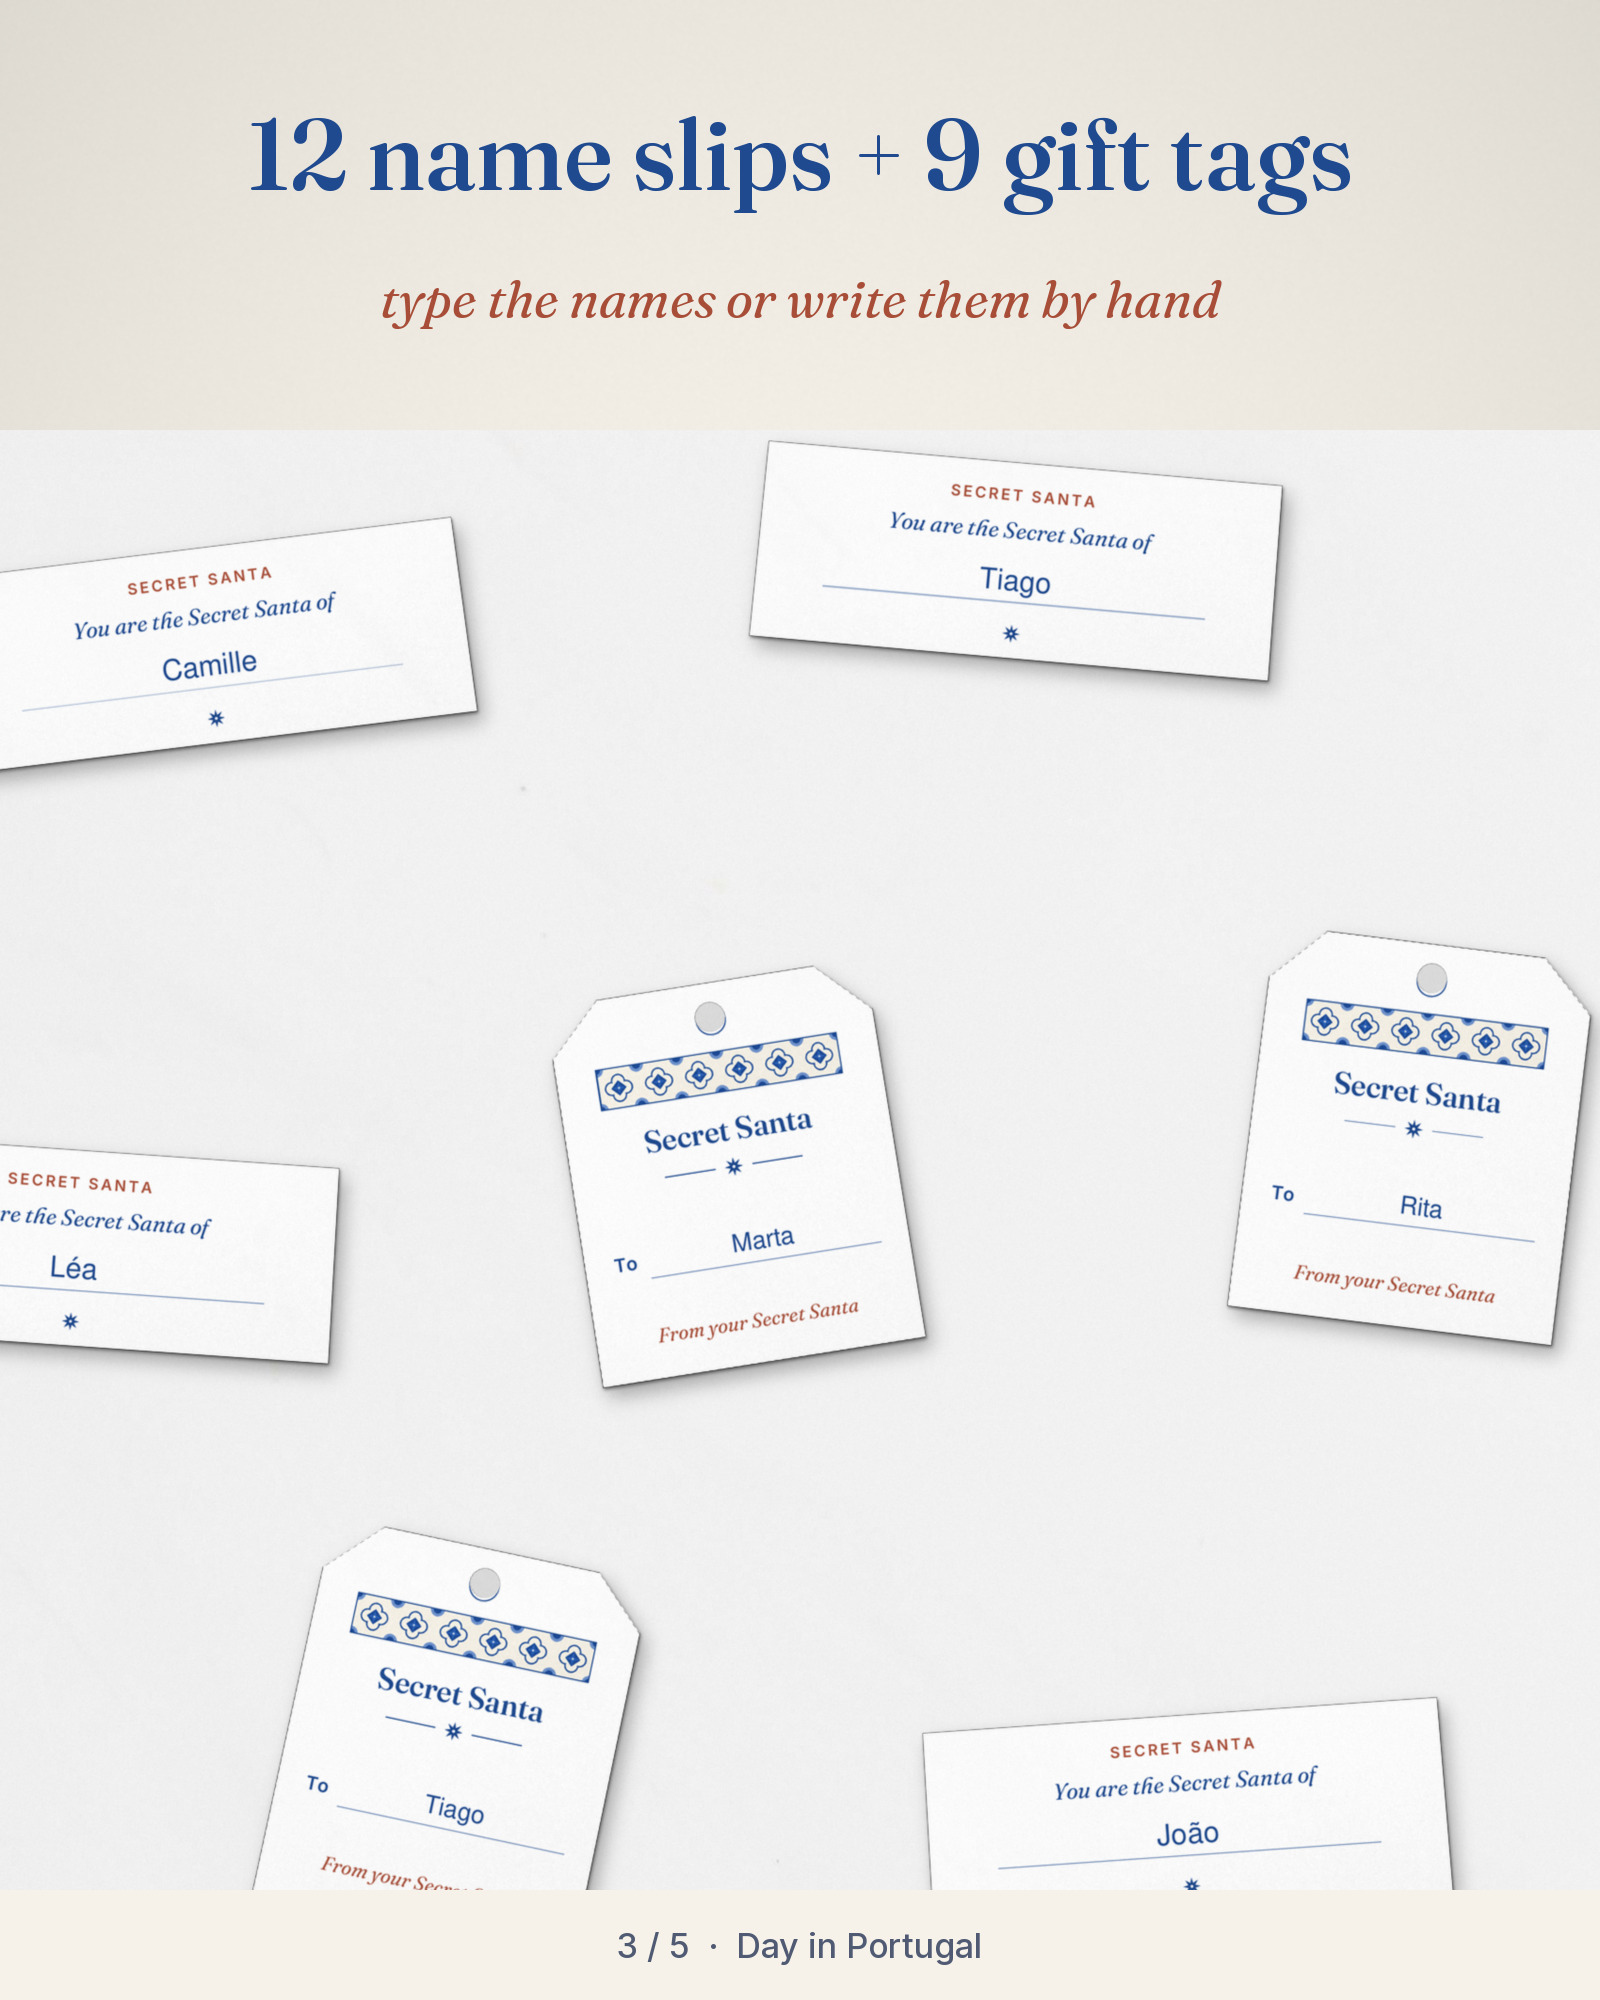 12 name slips + 9 gift tags
type the names or write them by hand
SECRET SANTA
You are the Secret Santa of
Tiago
SECRET SANTA
You are the Secret Santa of
Camille
Secret Santa
To Marta
From your Secret Santa
Secret Santa
To Rita
From your Secret Santa
SECRET SANTA
the Secret Santa of
Léa
Secret Santa
To Tiago
From your
SECRET SANTA
You are the Secret Santa of
João
3 / 5 · Day in Portugal